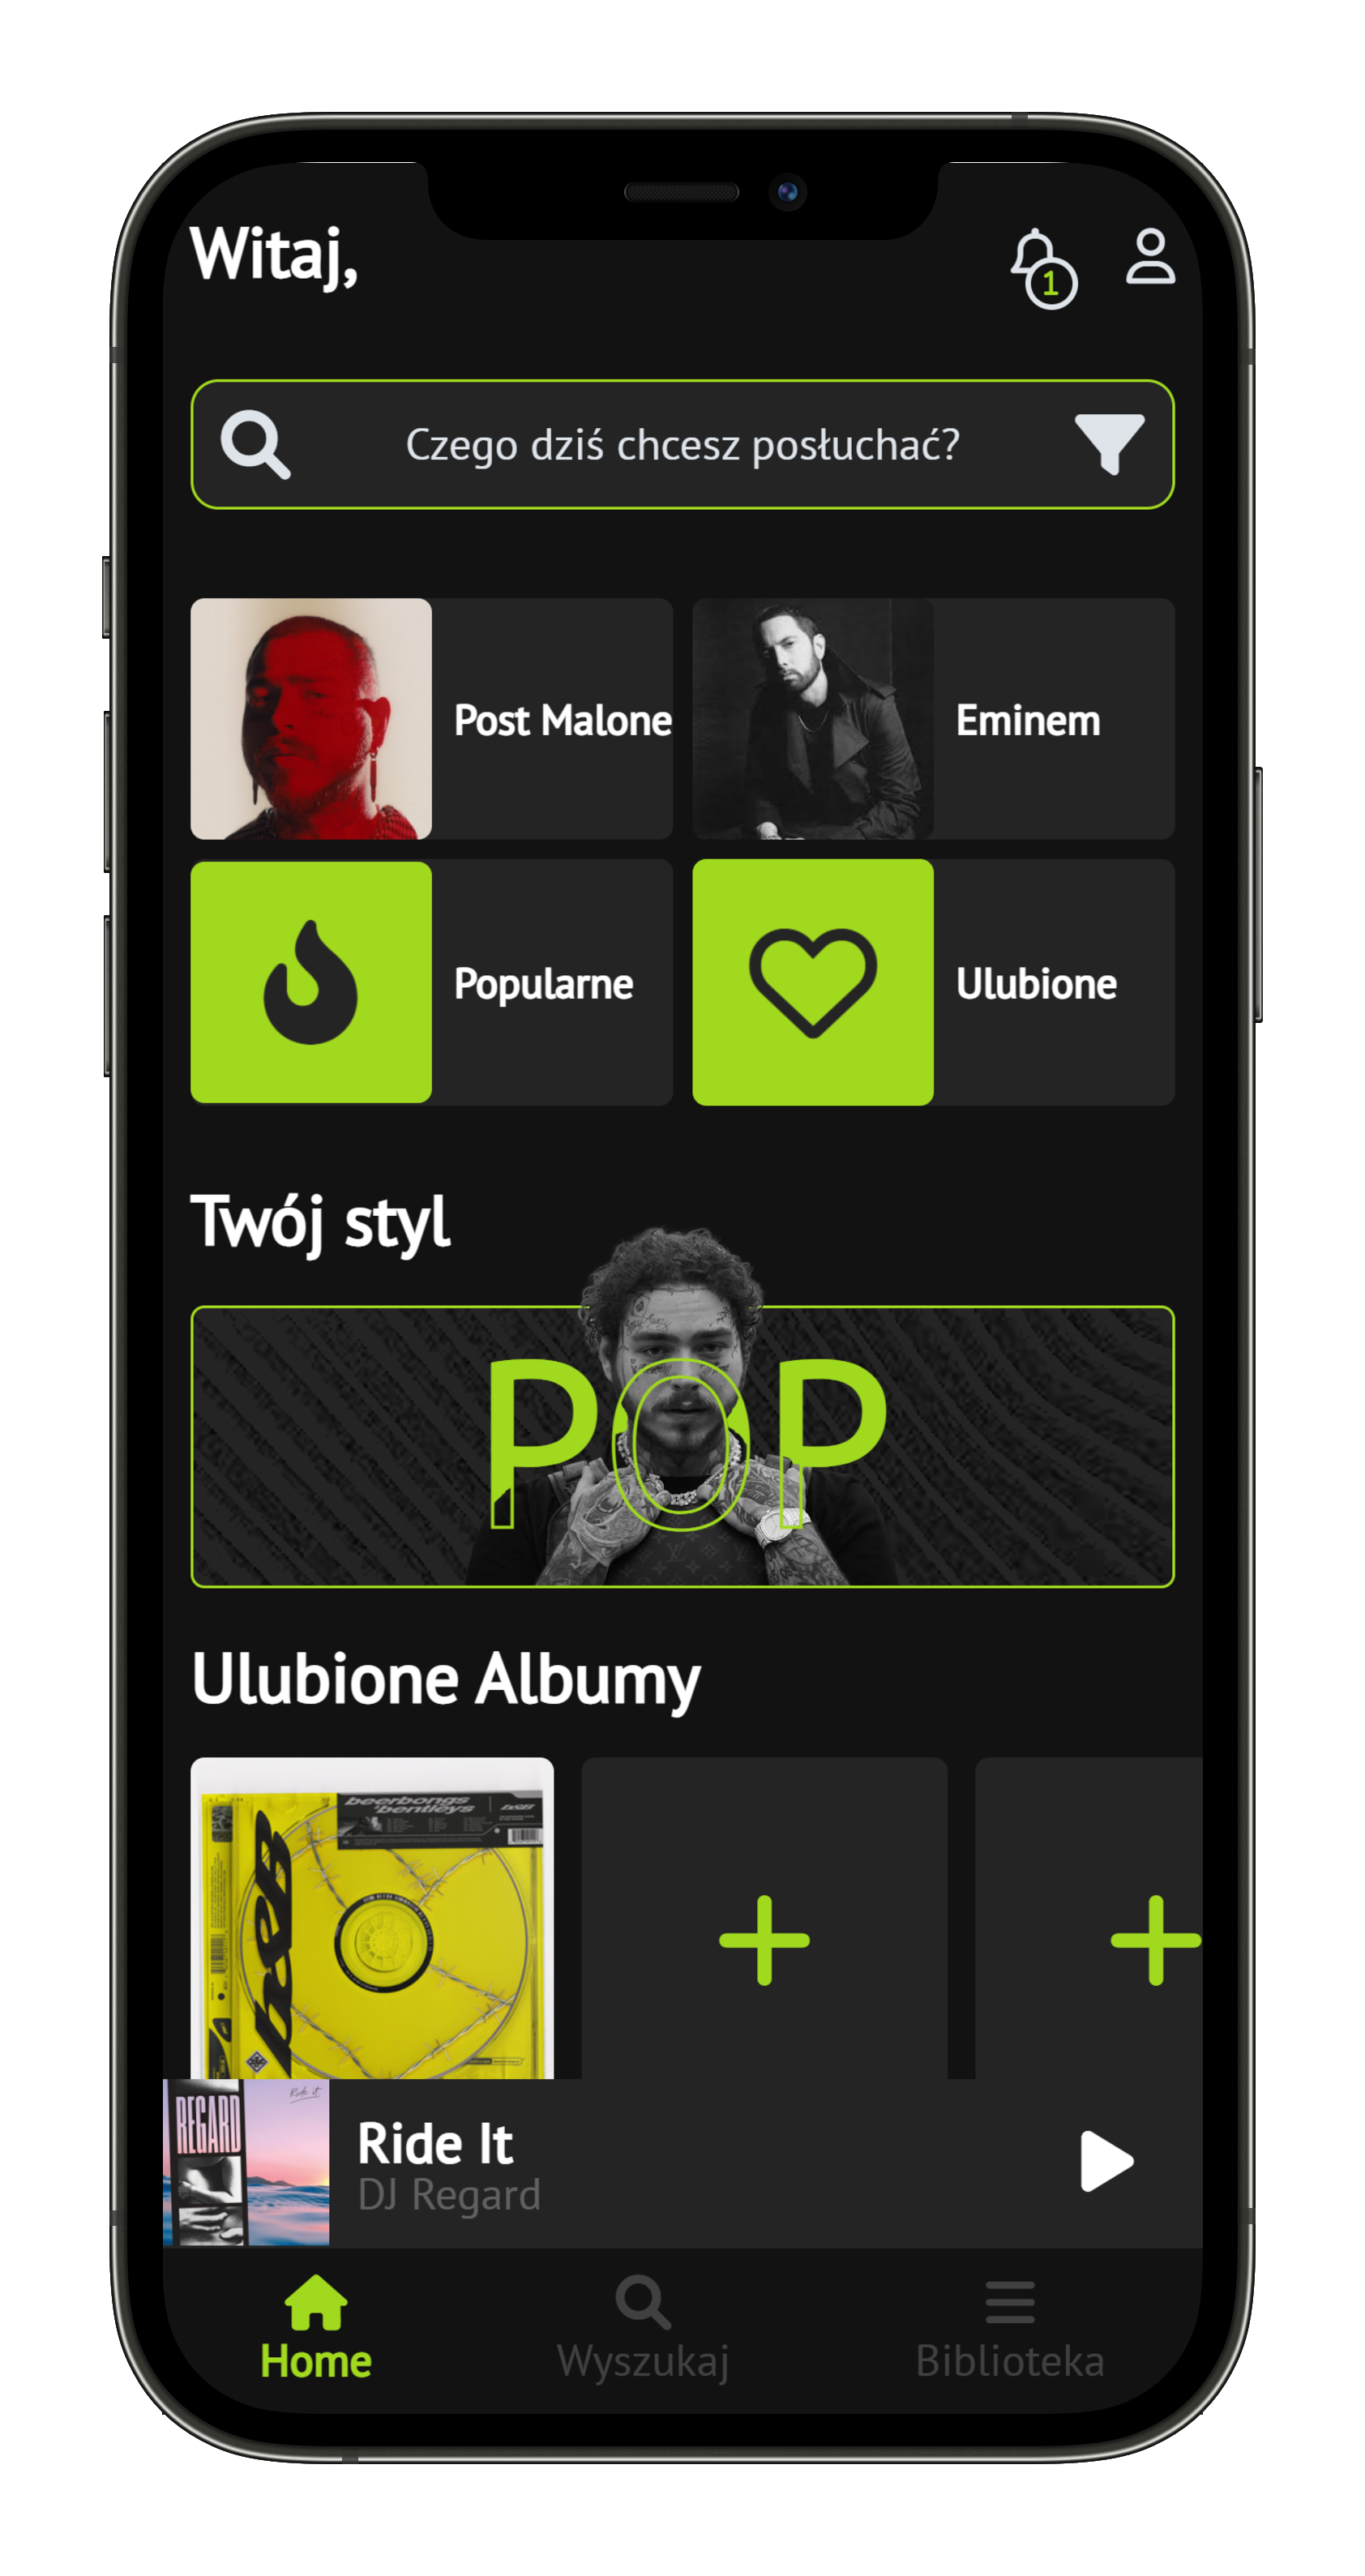 Witaj,
1
Czego dziś chcesz posłuchać?
Post Malone
Eminem
Popularne
Ulubione
Twój styl
POP
Ulubione Albumy
beerbongs
bentleys
b&B
REGARD
Ride it
Ride It
DJ Regard
Home
Wyszukaj
Biblioteka